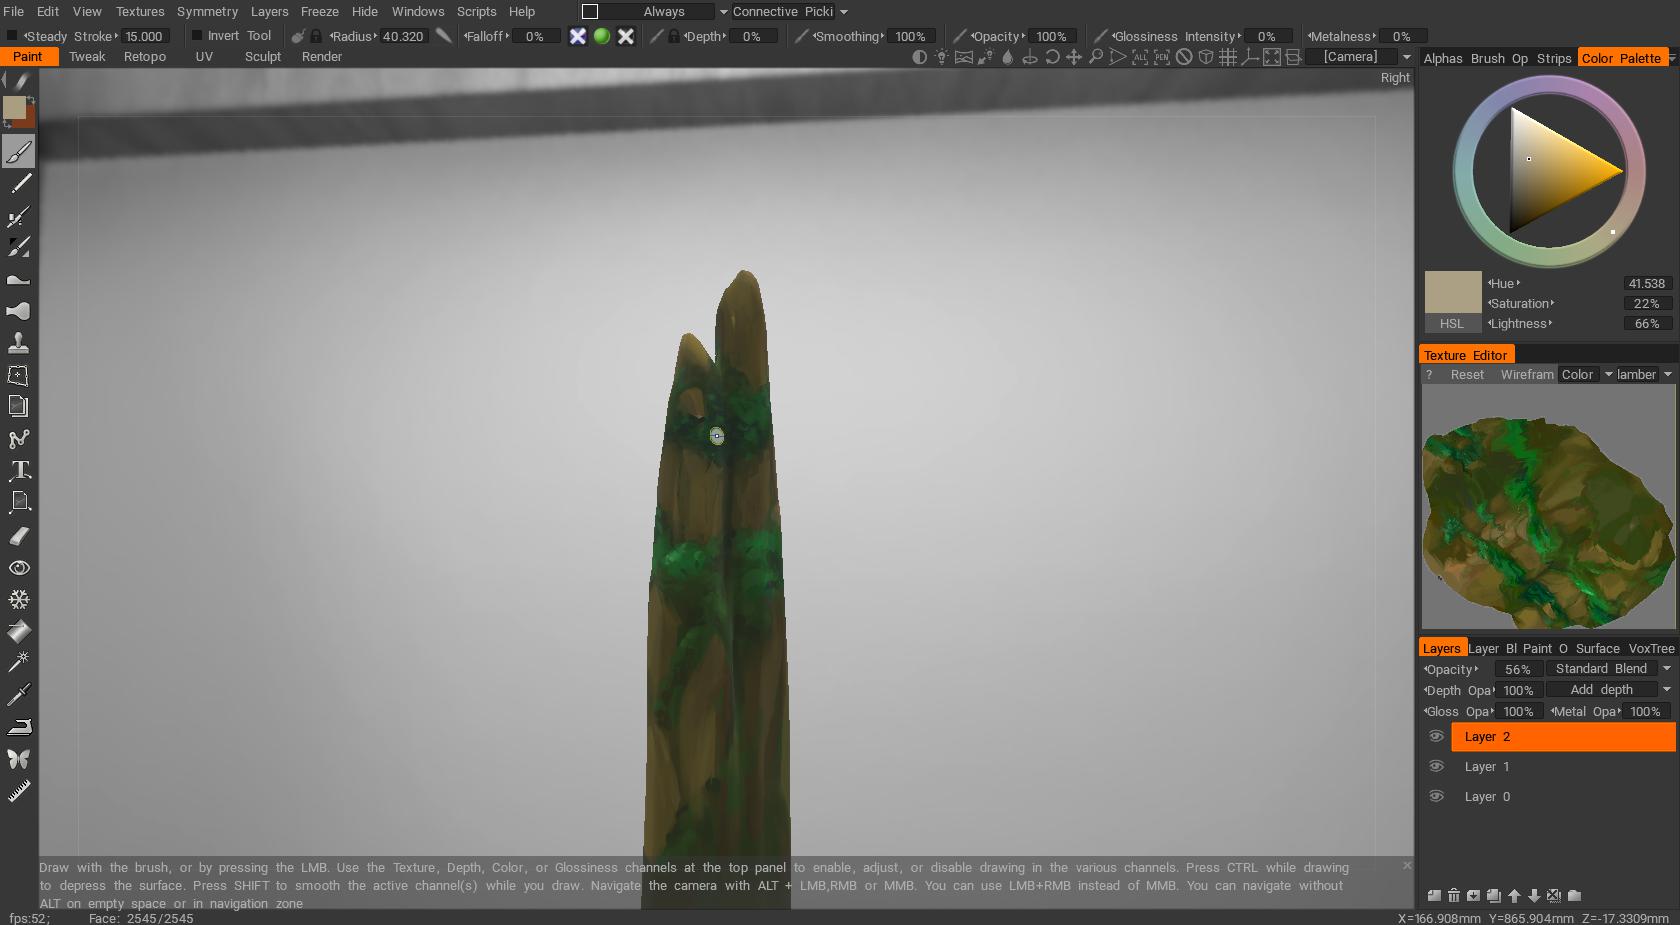 File Edit View Textures Symmetry Layers Freeze Hide Windows Scripts Help Always Connective Picki
Steady Stroke 15.000 Invert Tool Radius 40.320 Falloff 0% Depth 0% Smoothing 100% Opacity 100% Glossiness Intensity 0% Metalness 0%
Paint Tweak Retopo UV Sculpt Render ALL PEN [Camera]
Alphas Brush Op Strips Color Palette
Right
Hue 41.538
Saturation 22%
HSL Lightness 66%
Texture Editor
? Reset Wirefram Color lamber
Layers Layer Bl Paint O Surface VoxTree
Opacity 56% Standard Blend
Depth Opa 100% Add depth
Gloss Opa 100% Metal Opa 100%
Layer 2
Layer 1
Layer 0
Draw with the brush, or by pressing the LMB. Use the Texture, Depth, Color, or Glossiness channels at the top panel to enable, adjust, or disable drawing in the various channels. Press CTRL while drawing
to depress the surface. Press SHIFT to smooth the active channel(s) while you draw. Navigate the camera with ALT + LMB,RMB or MMB. You can use LMB+RMB instead of MMB. You can navigate without
ALT on empty space or in navigation zone
fps:52; Face: 2545/2545 X=166.908mm Y=865.904mm Z=-17.3309mm